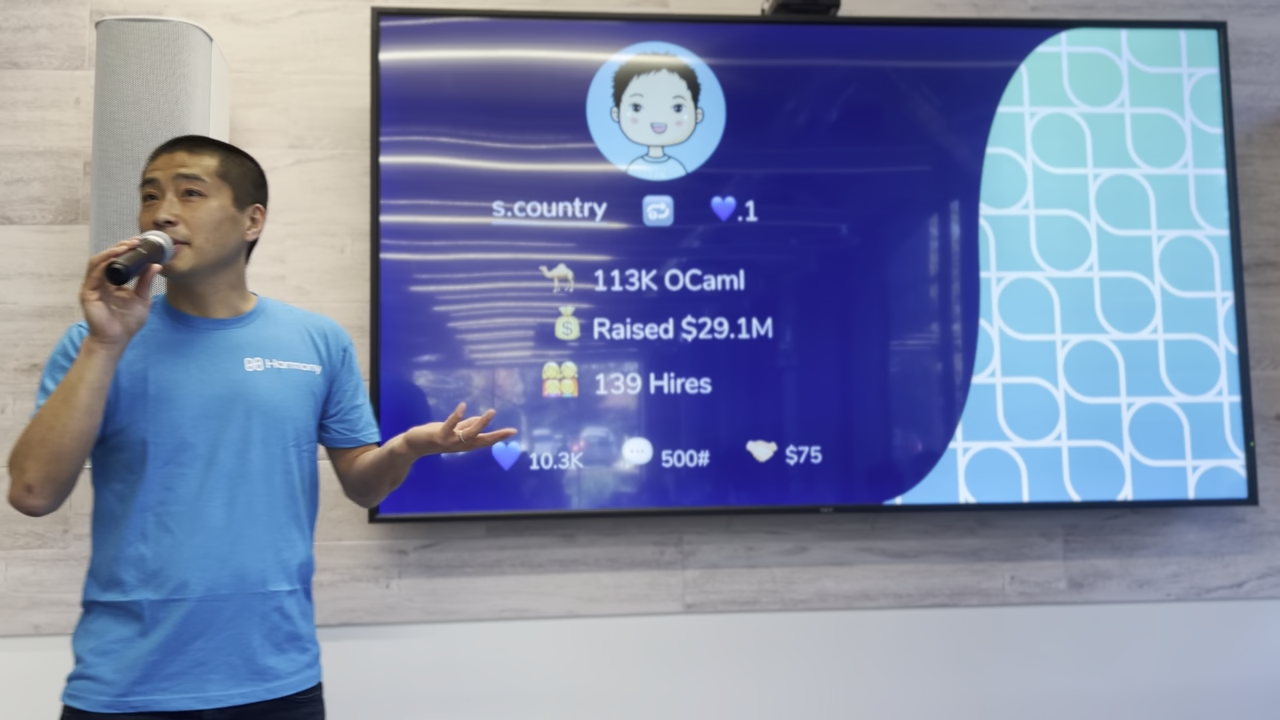 s.country .1
113K OCaml
Raised $29.1M
139 Hires
10.3K 500# $75
Harmony